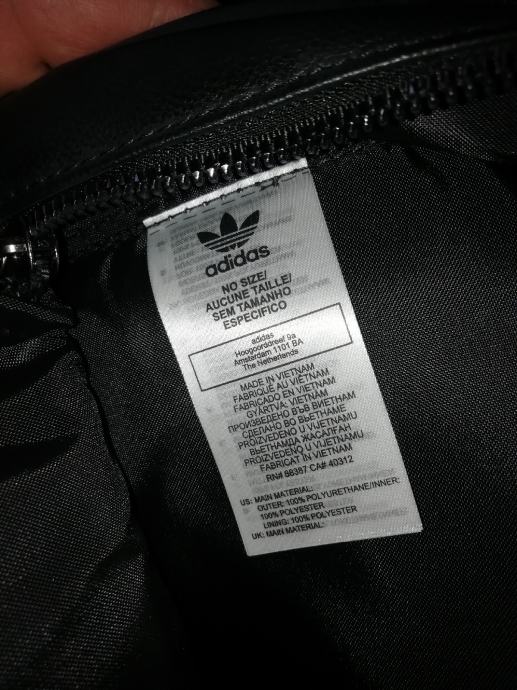 adidas
NO SIZE/
AUCUNE TAILLE/
SEM TAMANHO
ESPECIFICO
adidas
Hoogoorddreef 9a
Amsterdam 1101 BA
The Netherlands
MADE IN VIETNAM
FABRIQUÉ AU VIETNAM
FABRICADO EN VIETNAM
GYÁRTVA: VIETNÁM
ПРОИЗВЕДЕНО ВЪВ ВИЕТНАМ
СДЕЛАНО ВО ВЬЕТНАМЕ
PROIZVEDENO U VIJETNAMU
ВЬЕТНАМДА ЖАСАЛҒАН
PROIZVEDENO U VIJETNAMU
FABRICAT IN VIETNAM
RN# 88387 CA# 40312
US: MAIN MATERIAL:
OUTER: 100% POLYURETHANE/INNER:
100% POLYESTER
LINING: 100% POLYESTER
UK: MAIN MATERIAL: